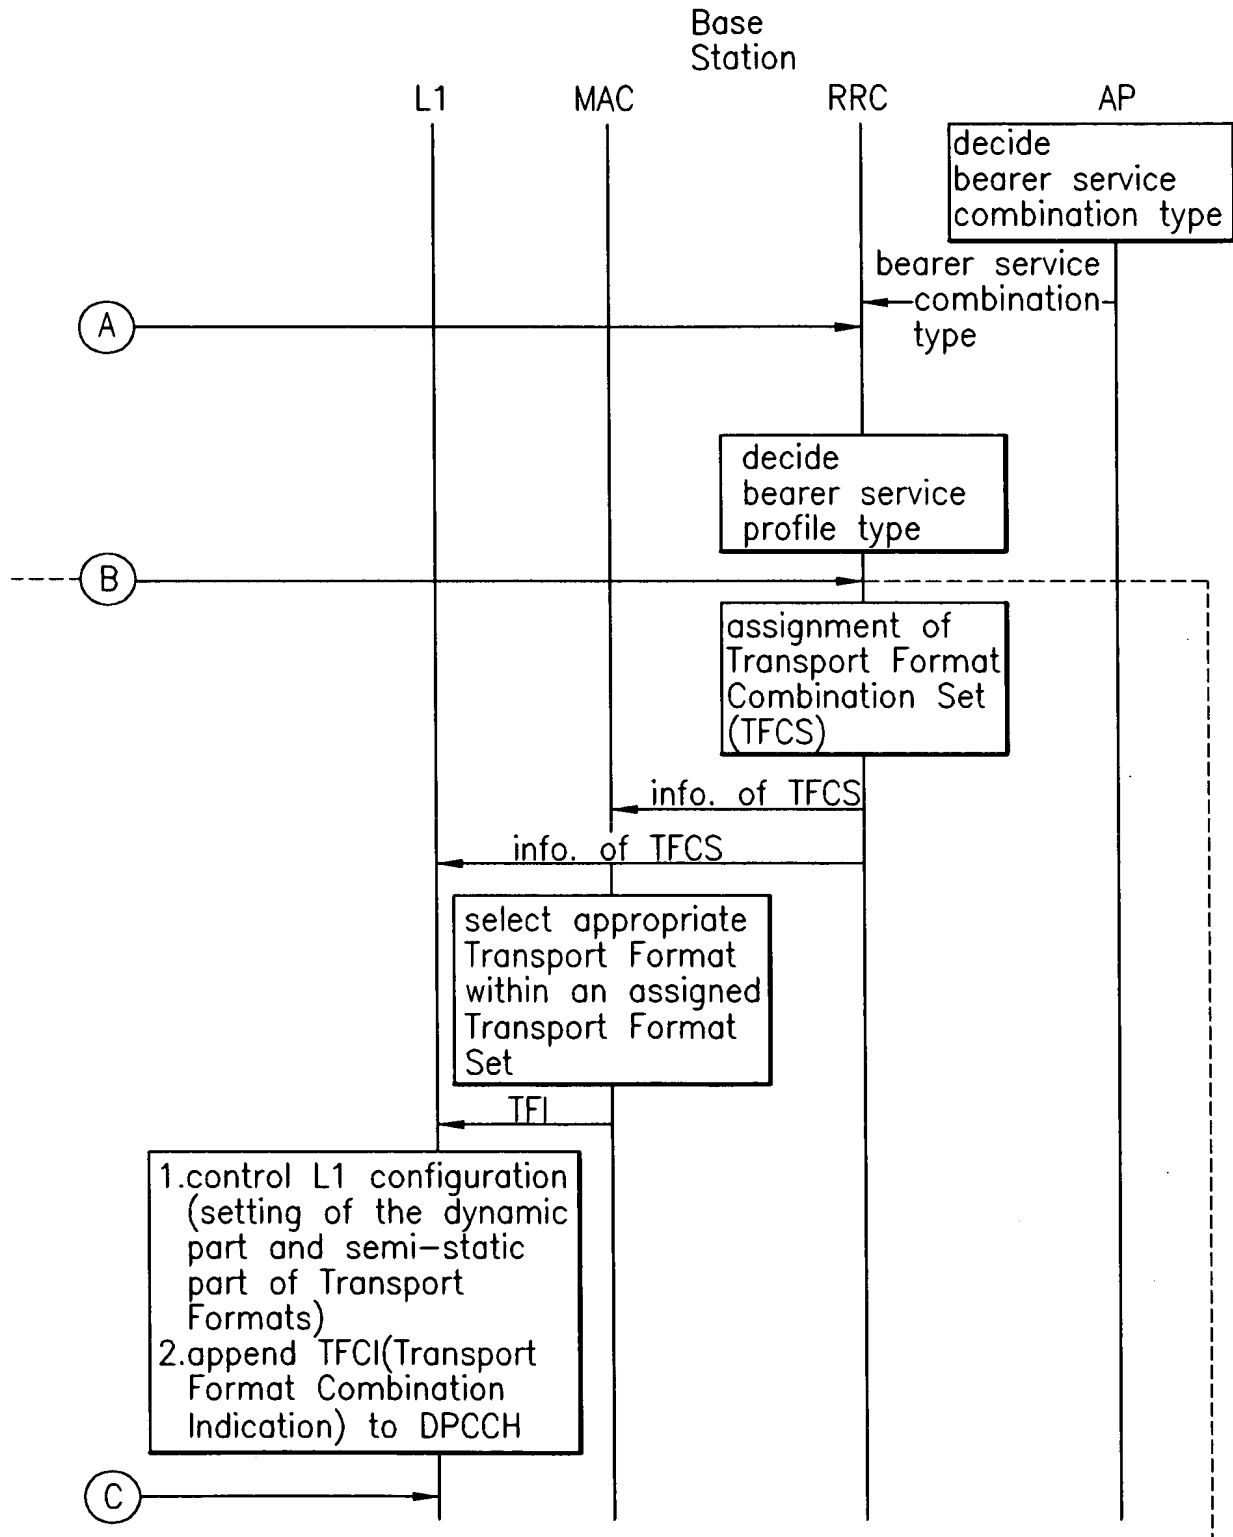 Base
Station
L1
MAC
RRC
AP
decide
bearer service
combination type
bearer service
combination
type
A
decide
bearer service
profile type
B
assignment of
Transport Format
Combination Set
(TFCS)
info. of TFCS
info. of TFCS
select appropriate
Transport Format
within an assigned
Transport Format
Set
TFI
1.control L1 configuration
(setting of the dynamic
part and semi-static
part of Transport
Formats)
2.append TFCI(Transport
Format Combination
Indication) to DPCCH
C